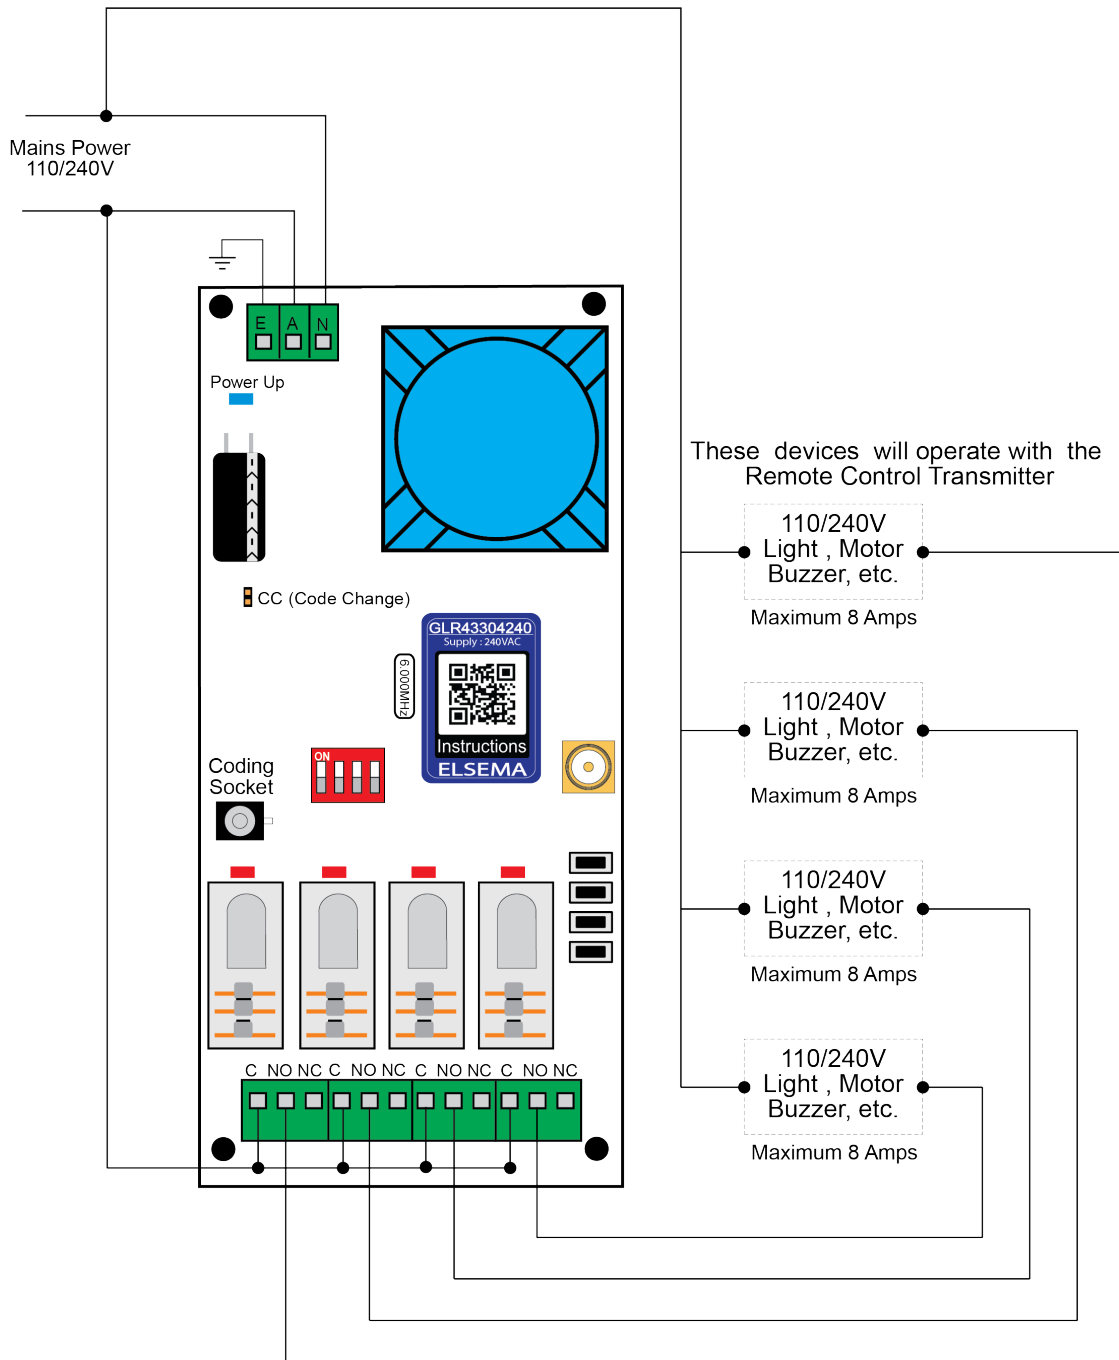 Mains Power
110/240V
E A N
Power Up
These devices will operate with the
Remote Control Transmitter
110/240V
Light , Motor
Buzzer, etc.
Maximum 8 Amps
CC (Code Change)
GLR43304240
Supply : 240VAC
6.000MHz
Instructions
ELSEMA
110/240V
Light , Motor
Buzzer, etc.
Maximum 8 Amps
ON
Coding
Socket
110/240V
Light , Motor
Buzzer, etc.
Maximum 8 Amps
110/240V
Light , Motor
Buzzer, etc.
Maximum 8 Amps
C NO NC C NO NC C NO NC C NO NC